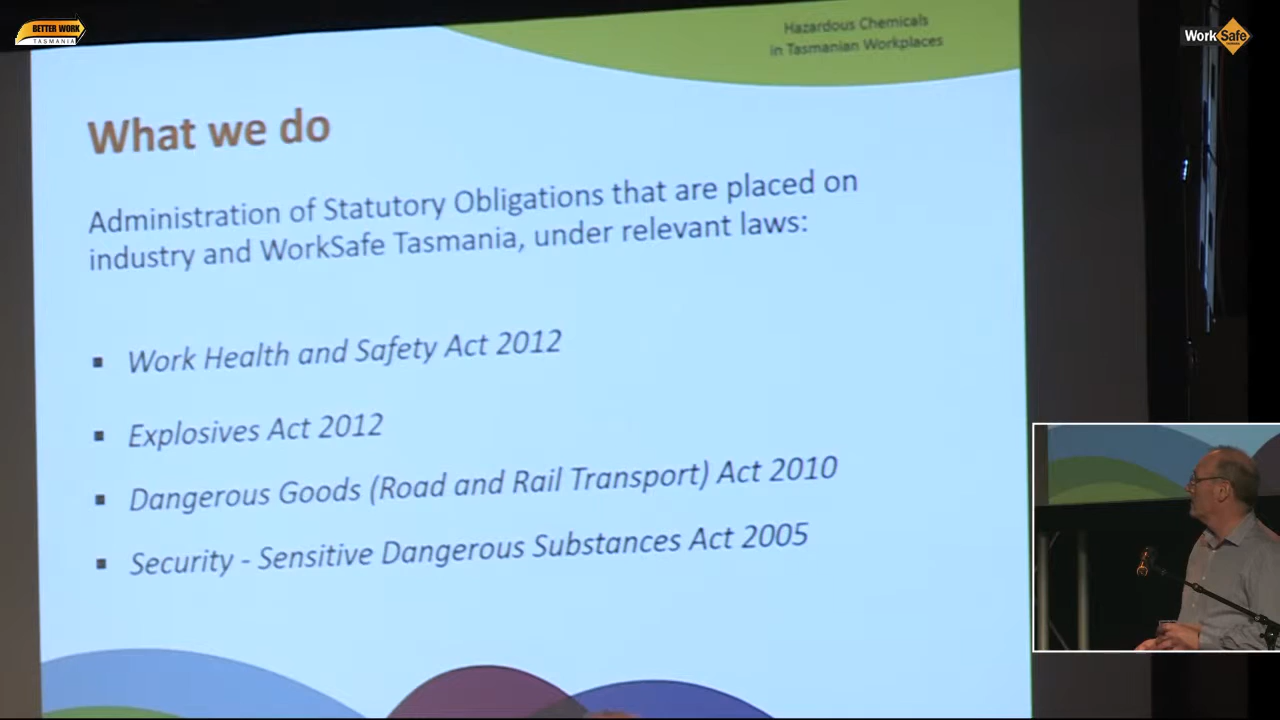 BETTER WORK
TASMANIA
WorkSafe
Hazardous Chemicals
in Tasmanian Workplaces
What we do
Administration of Statutory Obligations that are placed on
industry and WorkSafe Tasmania, under relevant laws:
▪ Work Health and Safety Act 2012
▪ Explosives Act 2012
▪ Dangerous Goods (Road and Rail Transport) Act 2010
▪ Security - Sensitive Dangerous Substances Act 2005